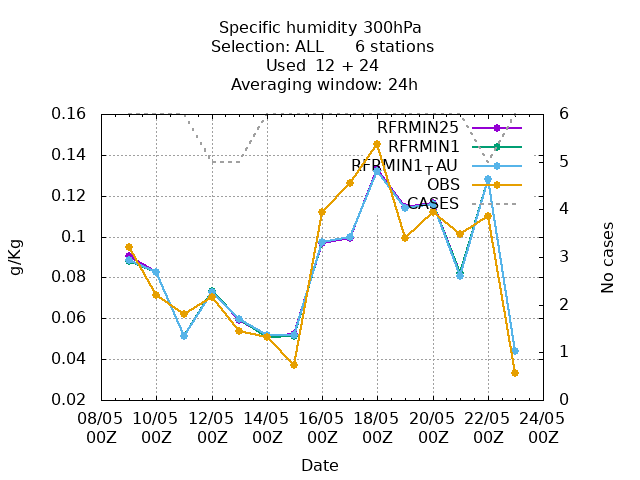 Specific humidity 300hPa
Selection: ALL 6 stations
Used 12 + 24
Averaging window: 24h
0.16
0.14
0.12
0.1
0.08
0.06
0.04
0.02
g/Kg
RFRMIN25
RFRMIN1
RFRMIN1TAU
OBS
CASES
6
5
4
3
2
1
0
No cases
08/05 10/05 12/05 14/05 16/05 18/05 20/05 22/05 24/05
00Z 00Z 00Z 00Z 00Z 00Z 00Z 00Z 00Z
Date